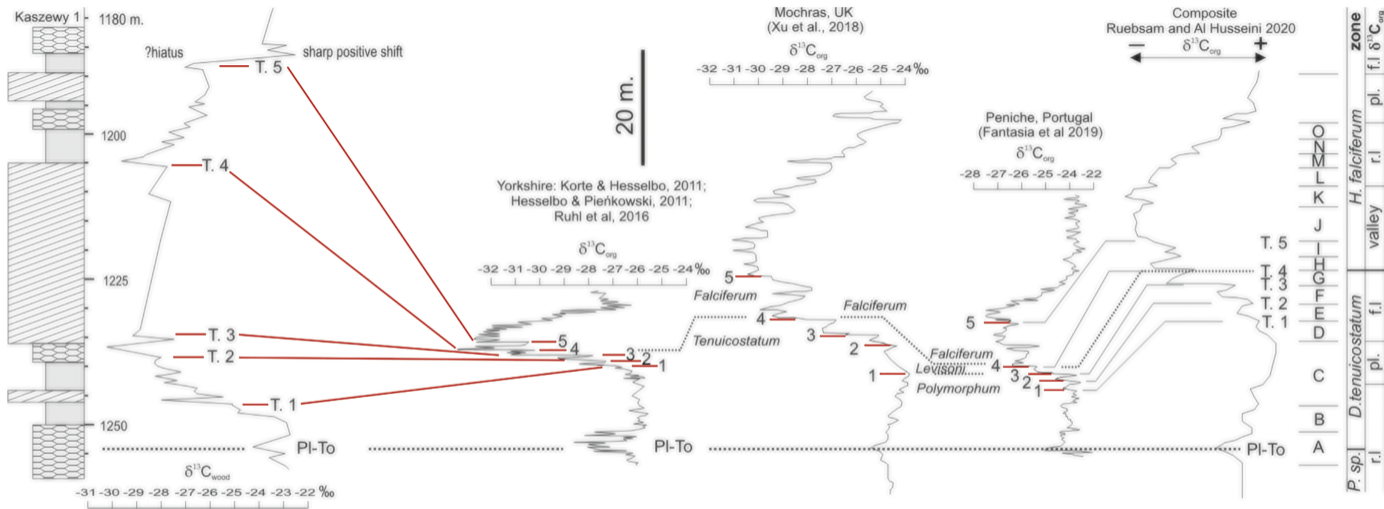 Kaszewy 1
1180 m.
1200
1225
1250
?hiatus
sharp positive shift
T. 5
T. 4
T. 3
T. 2
T. 1
Pl-To
δ¹³Cwood
-31 -30 -29 -28 -27 -26 -25 -24 -23 -22 ‰
20 m.
Yorkshire: Korte & Hesselbo, 2011;
Hesselbo & Pieńkowski, 2011;
Ruhl et al, 2016
δ¹³Corg
-32 -31 -30 -29 -28 -27 -26 -25 -24 ‰
5
4
3
2
1
Pl-To
Falciferum
Tenuicostatum
Mochras, UK
(Xu et al., 2018)
δ¹³Corg
-32 -31 -30 -29 -28 -27 -26 -25 -24 ‰
5
4
3
2
1
Falciferum
Falciferum
Levisoni
Polymorphum
Peniche, Portugal
(Fantasia et al 2019)
δ¹³Corg
-28 -27 -26 -25 -24 -23 -22
5
4
3
2
1
Composite
Ruebsam and Al Husseini 2020
− δ¹³Corg +
T. 5
T. 4
T. 3
T. 2
T. 1
Pl-To
O
N
M
L
K
J
I
H
G
F
E
D
C
B
A
zone
H. falciferum
D.tenuicostatum
P. sp.
δ¹³Corg
f.l
pl.
r.l
valley
f.l
pl.
r.l